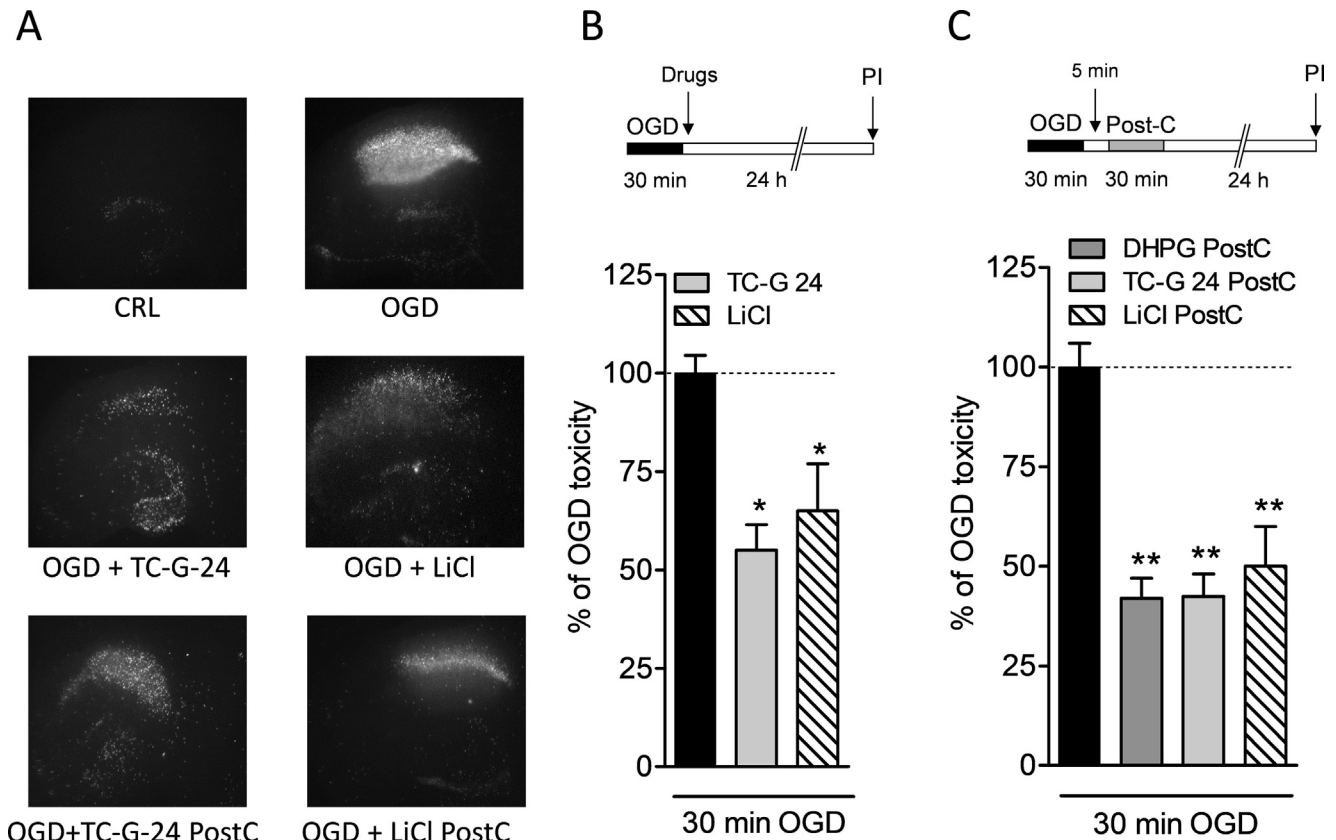 A
CRL
OGD
OGD + TC-G-24
OGD + LiCl
OGD+TC-G-24 PostC
OGD + LiCl PostC
B
Drugs
PI
OGD
30 min
24 h
TC-G 24
LiCl
% of OGD toxicity
125
100
75
50
25
0
*
*
30 min OGD
C
5 min
PI
OGD
Post-C
30 min
30 min
24 h
DHPG PostC
TC-G 24 PostC
LiCl PostC
% of OGD toxicity
125
100
75
50
25
0
**
**
**
30 min OGD